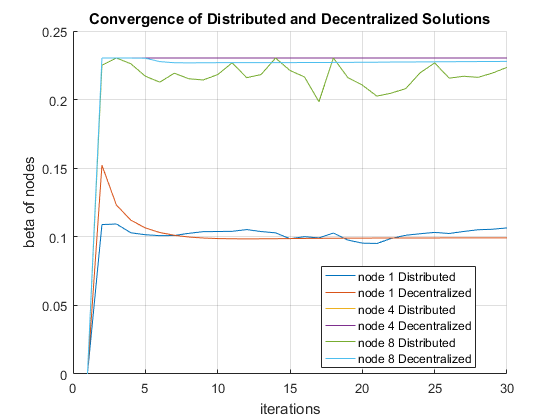 Convergence of Distributed and Decentralized Solutions
0.25
0.2
0.15
0.1
0.05
0
beta of nodes
node 1 Distributed
node 1 Decentralized
node 4 Distributed
node 4 Decentralized
node 8 Distributed
node 8 Decentralized
0 5 10 15 20 25 30
iterations